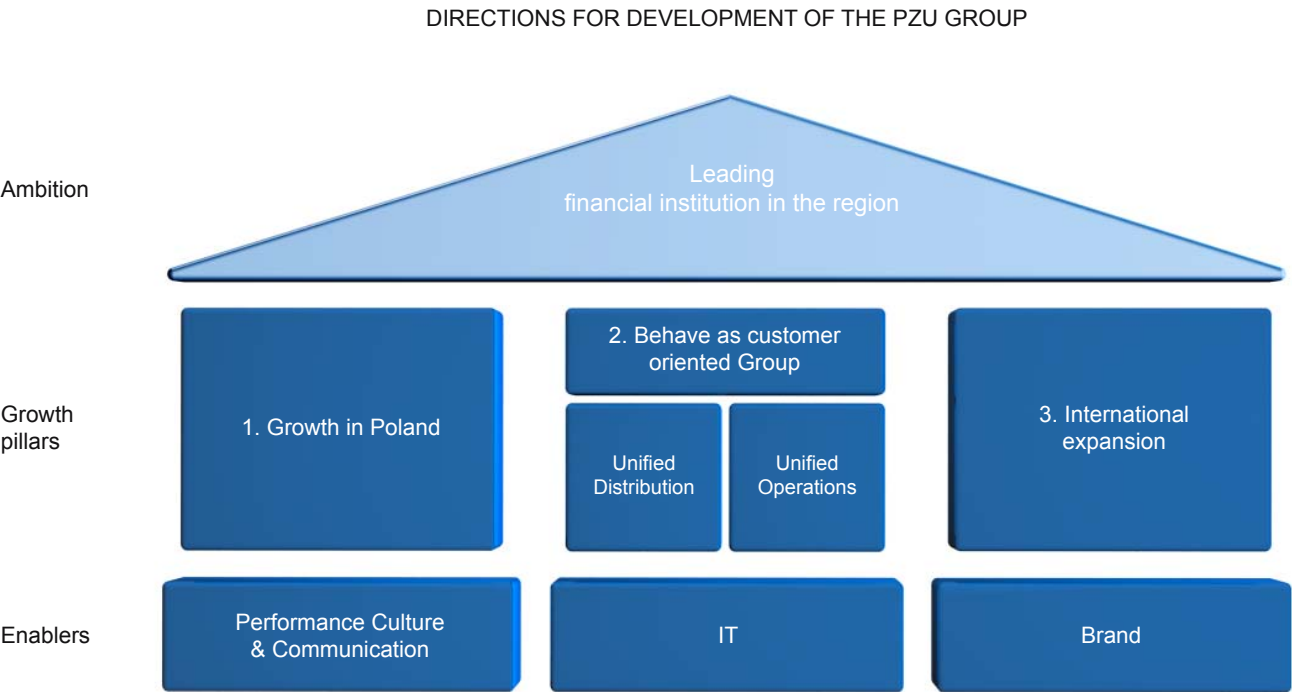 DIRECTIONS FOR DEVELOPMENT OF THE PZU GROUP
Ambition
Leading
financial institution in the region
Growth
pillars
1. Growth in Poland
2. Behave as customer
oriented Group
Unified
Distribution
Unified
Operations
3. International
expansion
Enablers
Performance Culture
& Communication
IT
Brand